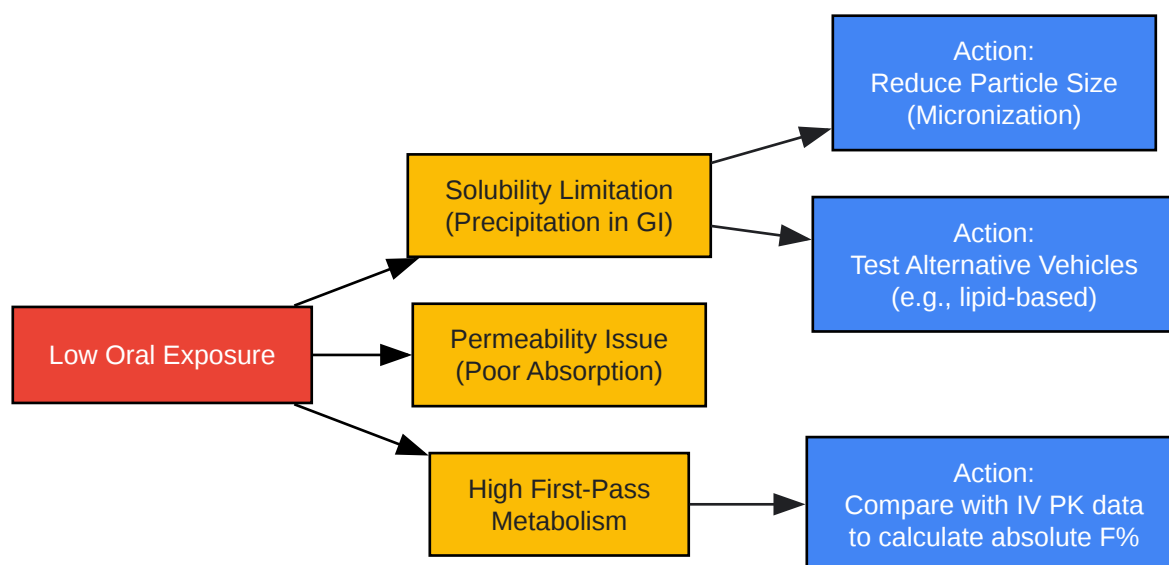 Low Oral Exposure
Solubility Limitation
(Precipitation in GI)
Permeability Issue
(Poor Absorption)
High First-Pass
Metabolism
Action:
Reduce Particle Size
(Micronization)
Action:
Test Alternative Vehicles
(e.g., lipid-based)
Action:
Compare with IV PK data
to calculate absolute F%